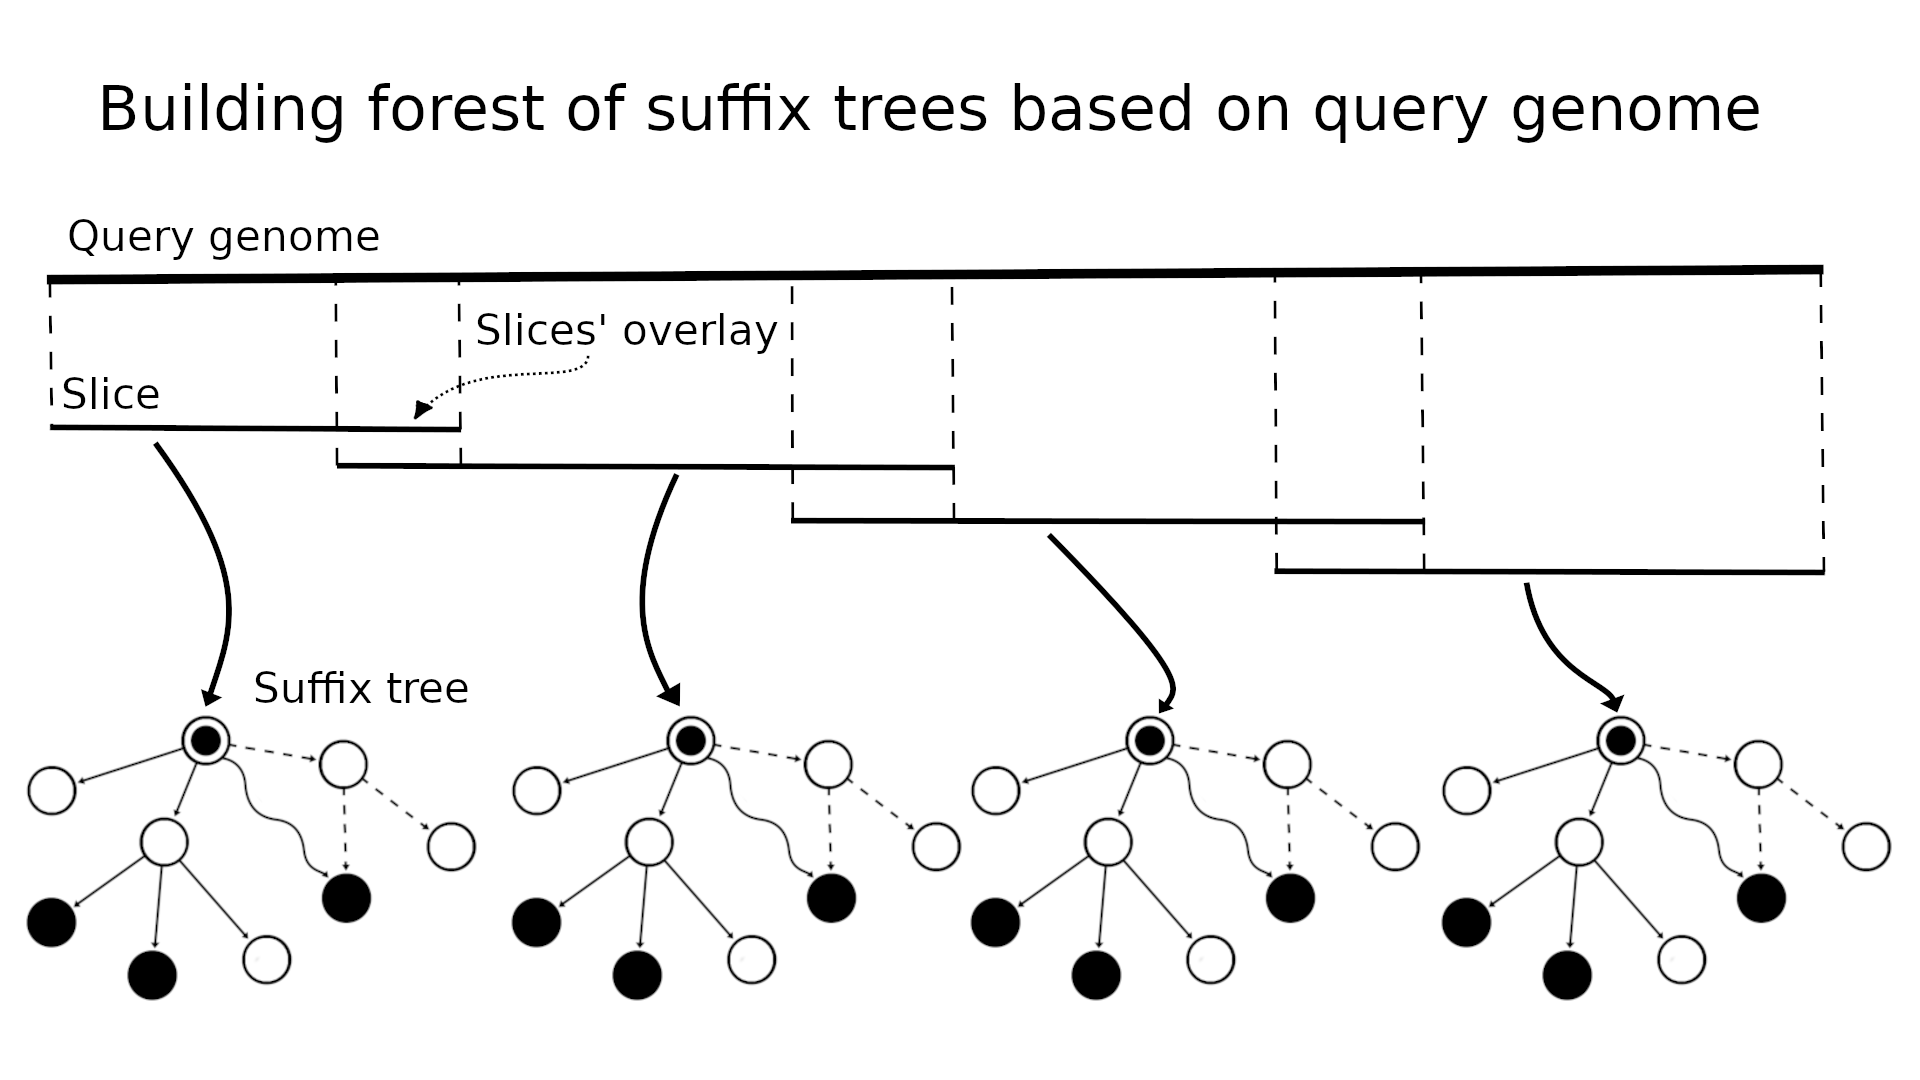 Building forest of suffix trees based on query genome
Query genome
Slices' overlay
Slice
Suffix tree